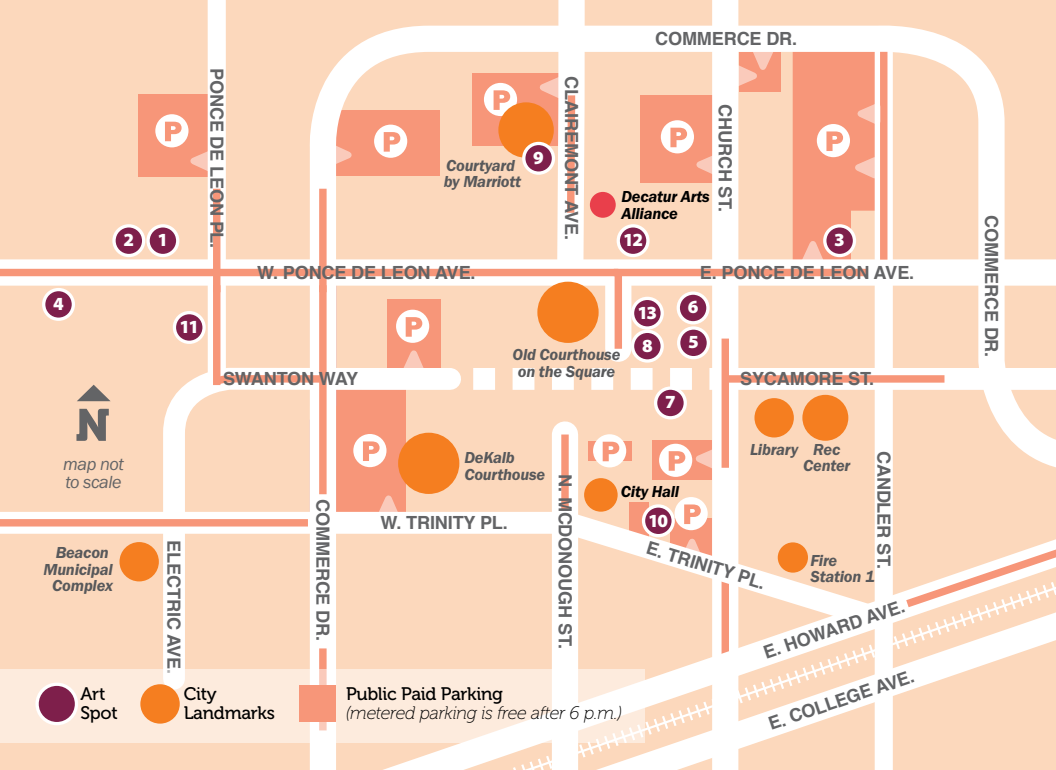 COMMERCE DR.
PONCE DE LEON PL.
CLAIREMONT AVE.
CHURCH ST.
P
P
P
P
P
Courtyard
by Marriott
9
Decatur Arts
Alliance
2
1
12
3
COMMERCE DR.
W. PONCE DE LEON AVE.
E. PONCE DE LEON AVE.
4
11
P
13
6
8
5
Old Courthouse
on the Square
SWANTON WAY
SYCAMORE ST.
7
N
map not
to scale
P
DeKalb
Courthouse
P
P
Library
Rec
Center
City Hall
CANDLER ST.
N. MCDONOUGH ST.
10
P
COMMERCE DR.
W. TRINITY PL.
E. TRINITY PL.
Beacon
Municipal
Complex
ELECTRIC AVE.
Fire
Station 1
E. HOWARD AVE.
E. COLLEGE AVE.
Art
Spot
City
Landmarks
Public Paid Parking
(metered parking is free after 6 p.m.)